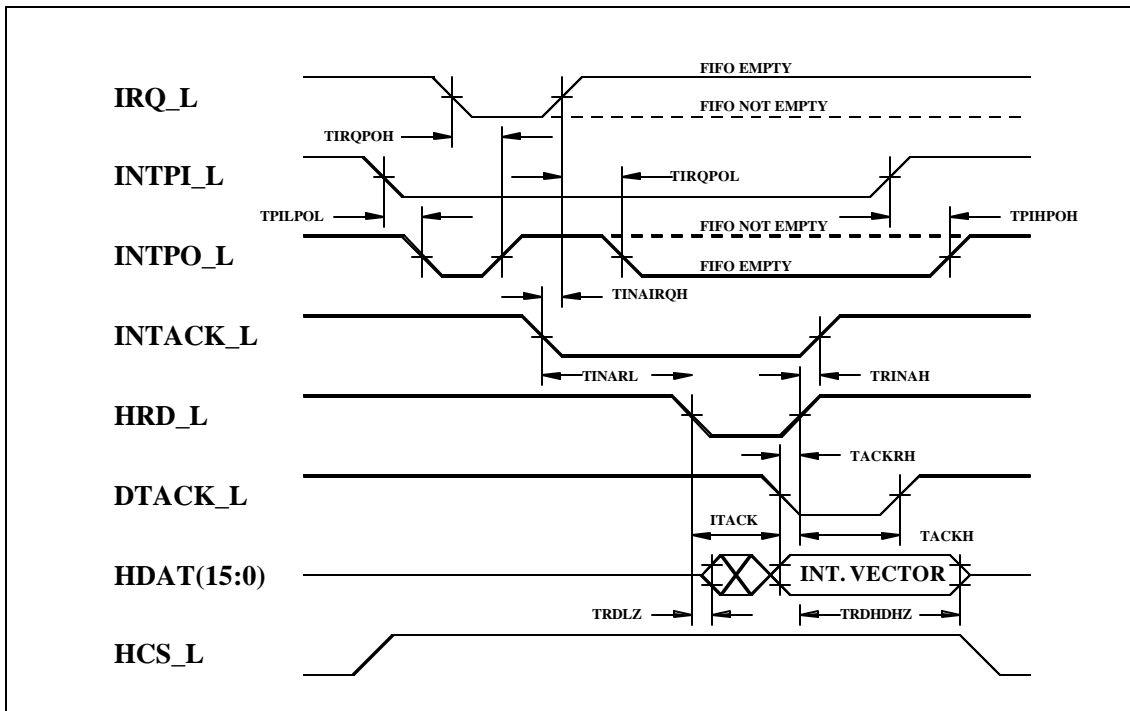 FIFO EMPTY
IRQ_L
FIFO NOT EMPTY
TIRQPOH
INTPI_L
TIRQPOL
TPILPOL
TPIHPOH
FIFO NOT EMPTY
INTPO_L
FIFO EMPTY
TINAIRQH
INTACK_L
TINARL
TRINAH
HRD_L
TACKRH
DTACK_L
ITACK
TACKH
HDAT(15:0)
INT. VECTOR
TRDLZ
TRDHDHZ
HCS_L